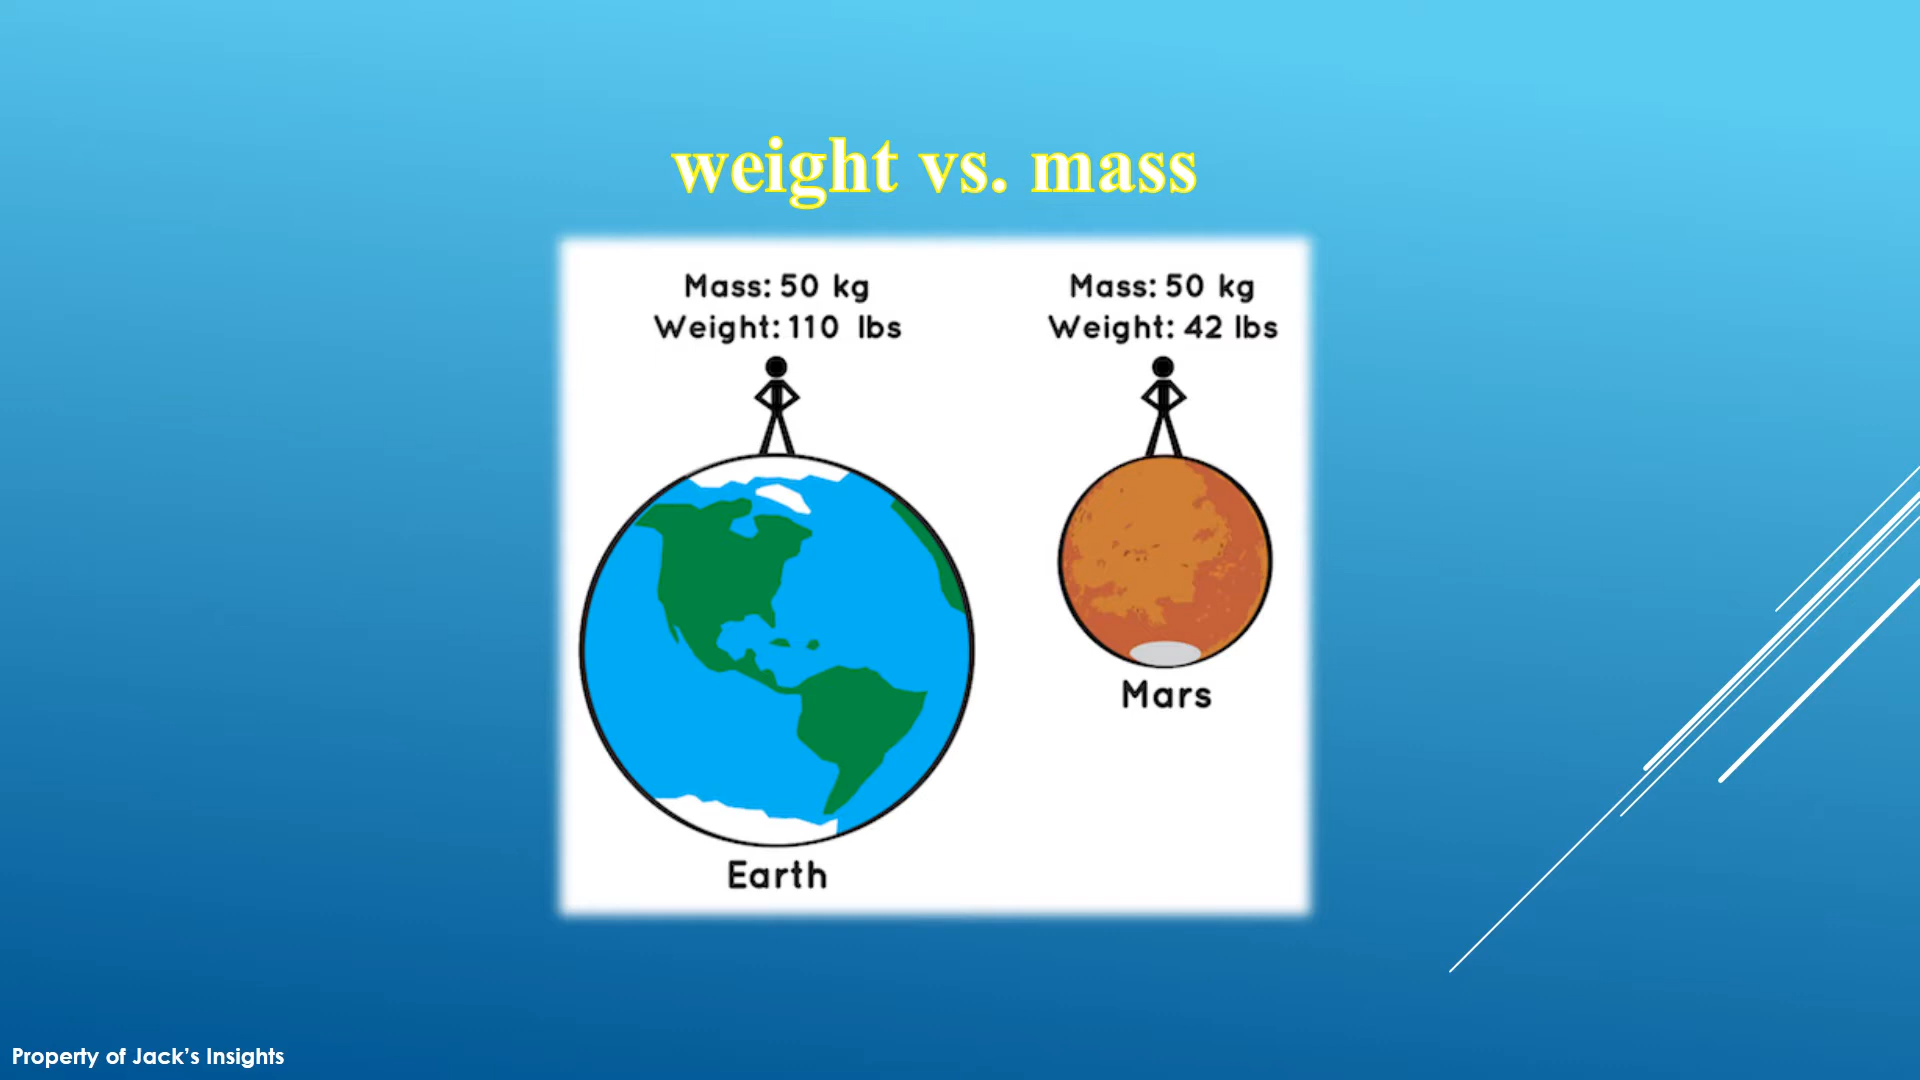 weight vs. mass
Mass: 50 kg
Weight: 110 lbs
Mass: 50 kg
Weight: 42 lbs
Mars
Earth
Property of Jack's Insights